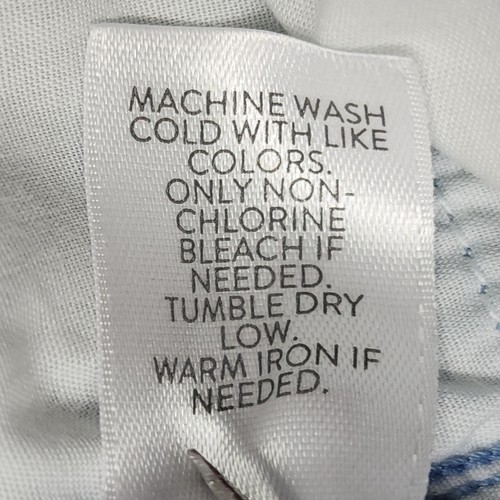 MACHINE WASH
COLD WITH LIKE
COLORS.
ONLY NON-
CHLORINE
BLEACH IF
NEEDED.
TUMBLE DRY
LOW.
WARM IRON IF
NEEDED.